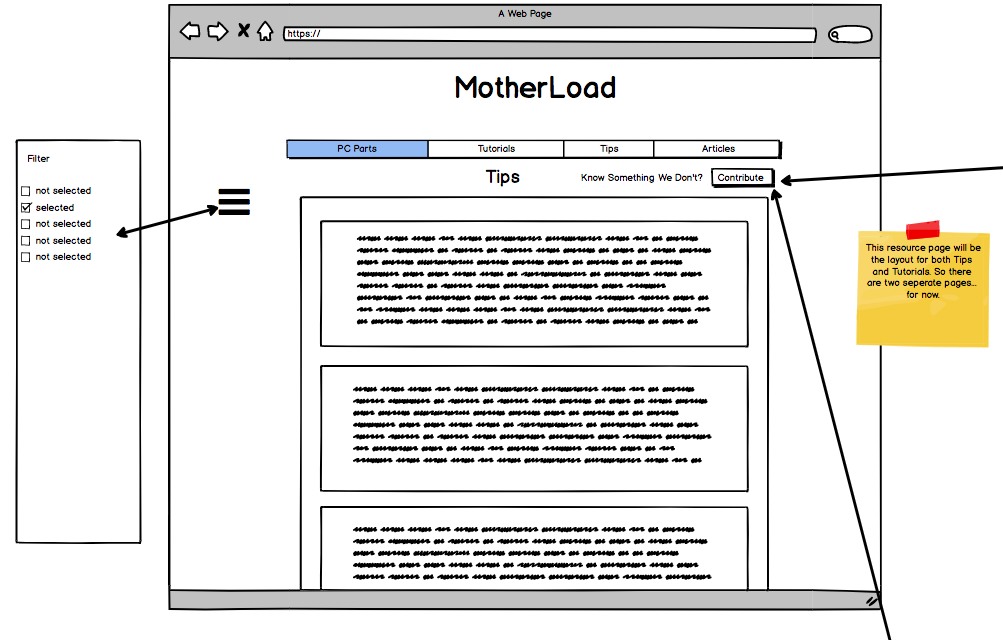 A Web Page
https://
MotherLoad
PC Parts
Tutorials
Tips
Articles
Tips
Know Something We Don't?
Contribute
Filter
not selected
selected
not selected
not selected
not selected
This resource page will be
the layout for both Tips
and Tutorials. So there
are two seperate pages...
for now.